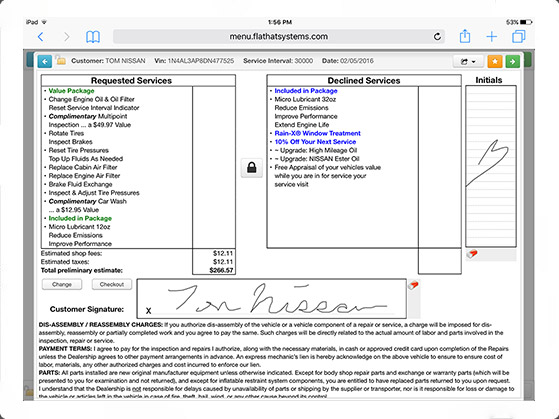 iPad
1:56 PM
53%
menu.flathatsystems.com
Customer: TOM NISSAN Vin: 1N4AL3AP8DN477525 Service Interval: 30000 Date: 02/05/2016
Requested Services
• Value Package
• Change Engine Oil & Oil Filter
Reset Service Interval Indicator
• Complimentary Multipoint
Inspection ... a $49.97 Value
• Rotate Tires
Inspect Brakes
• Reset Tire Pressures
Top Up Fluids As Needed
• Replace Cabin Air Filter
• Replace Engine Air Filter
• Brake Fluid Exchange
• Inspect & Adjust Tire Pressures
• Complimentary Car Wash
... a $12.95 Value
• Included in Package
• Micro Lubricant 12oz
Reduce Emissions
Improve Performance
Estimated shop fees: $12.11
Estimated taxes: $12.11
Total preliminary estimate: $266.57
Declined Services
• Included in Package
• Micro Lubricant 32oz
Reduce Emissions
Improve Performance
Extend Engine Life
• Rain-X® Window Treatment
• 10% Off Your Next Service
• ~ Upgrade: High Mileage Oil
• ~ Upgrade: NISSAN Ester Oil
• Free Appraisal of your vehicles value
while you are in for service your
service visit
Initials
Change Checkout
Customer Signature: X Tom Nissan
DIS-ASSEMBLY / REASSEMBLY CHARGES: If you authorize dis-assembly of the vehicle or a vehicle component of a repair or service, a charge will be imposed for dis-
assembly, reassembly or partially completed work and you agree to pay the same. Such charges will be directly related to the actual amount of labor and parts involved in the
inspection, repair or service.
PAYMENT TERMS: I agree to pay for the inspection and repairs I authorize, along with the necessary materials, in cash or approved credit card upon completion of the Repairs
unless the Dealership agrees to other payment arrangements in advance. An express mechanic's lien is hereby acknowledge on the above vehicle to ensure to ensure cost of
labor, materials, any other authorized charges and cost incurred to enforce our lien.
PARTS: All parts installed are new original manufacturer equipment unless otherwise indicated. Except for body shop repair parts and exchange or warranty parts (which will be
presented to you for examination and not returned), and except for inflatable restraint system components, you are entitled to have replaced parts returned to you upon request.
I understand that the Dealership is not responsible for delays caused by unavailability of parts or shipping by the supplier or transporter, nor is it responsible for loss or damage to
the vehicle or articles left in the vehicle in case of fire, theft, hail, wind, or any other cause beyond its control.